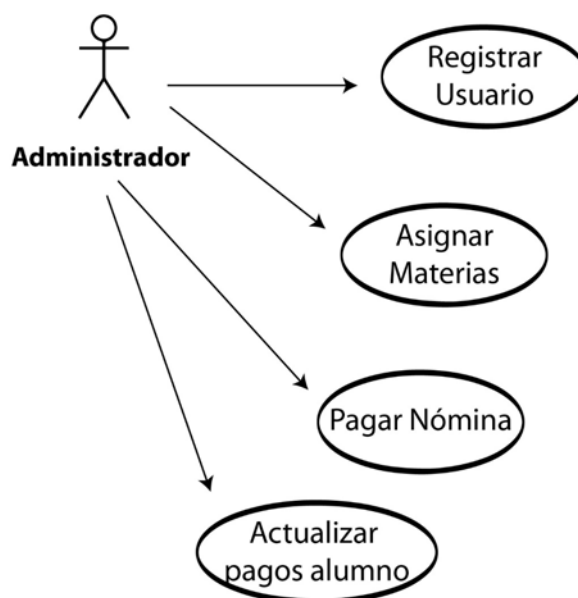 Administrador
Registrar
Usuario
Asignar
Materias
Pagar Nómina
Actualizar
pagos alumno